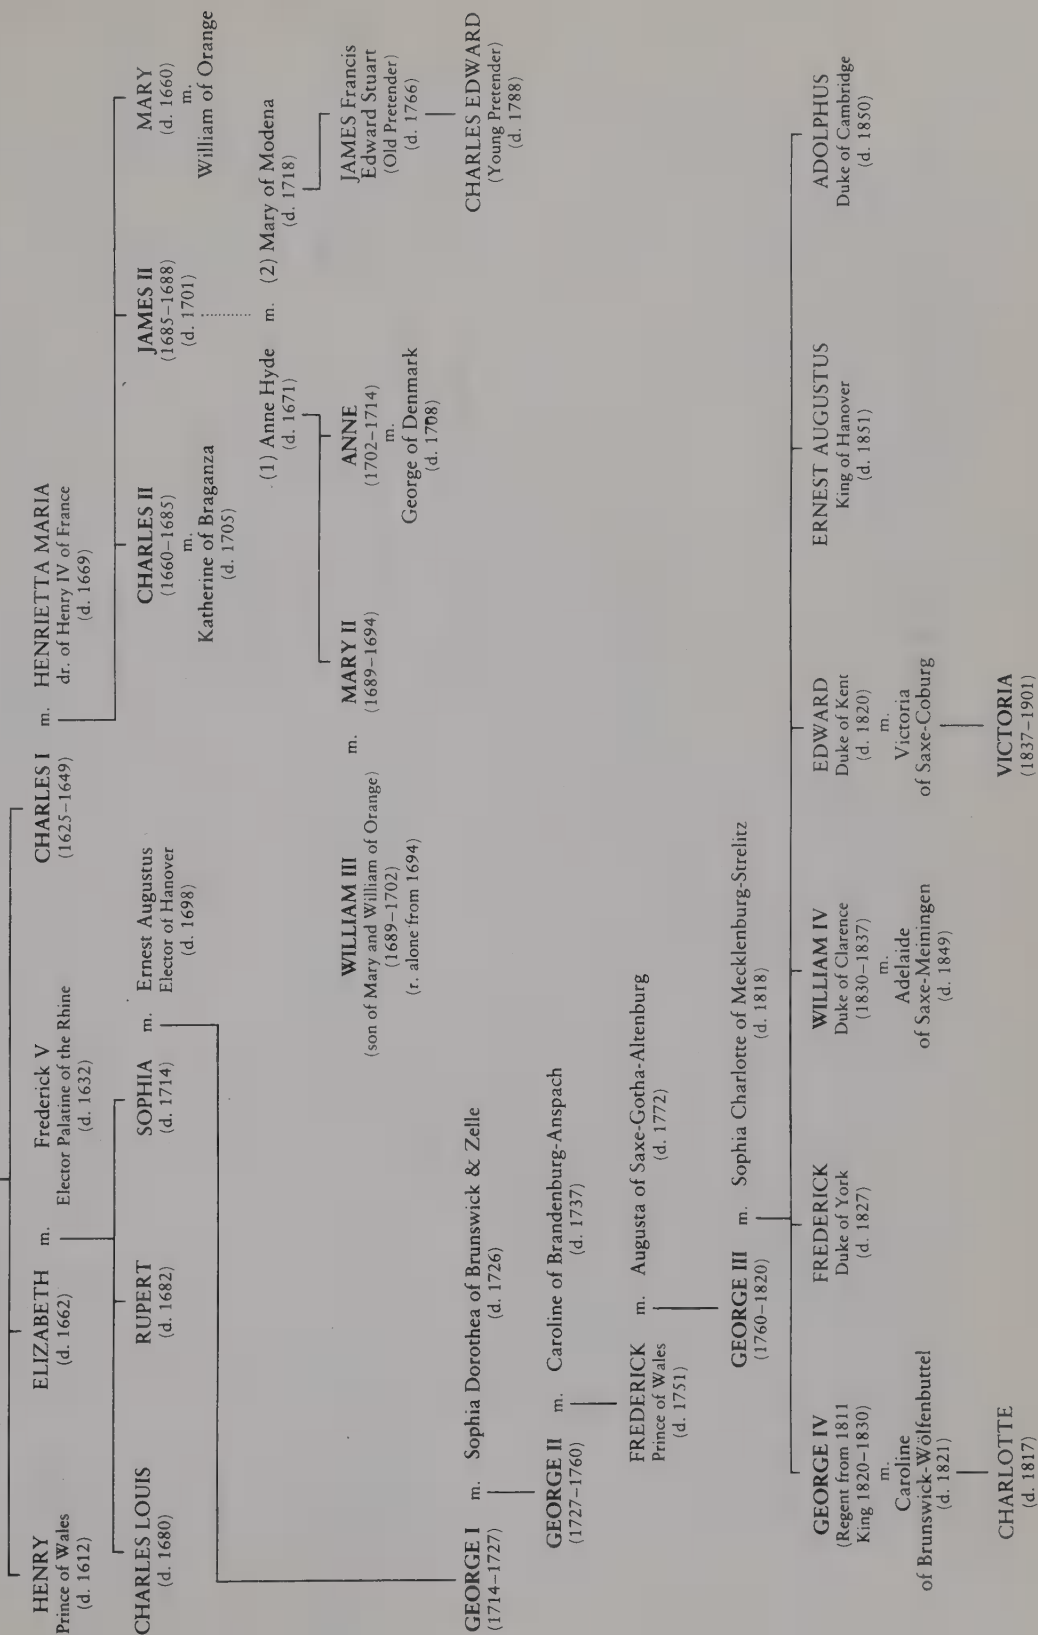 HENRY
Prince of Wales
(d. 1612)
ELIZABETH m. Frederick V
(d. 1662)
Elector Palatine of the Rhine
(d. 1632)
CHARLES I m. HENRIETTA MARIA
(1625–1649)
dr. of Henry IV of France
(d. 1669)
CHARLES LOUIS
(d. 1680)
RUPERT
(d. 1682)
SOPHIA m. Ernest Augustus
(d. 1714)
Elector of Hanover
(d. 1698)
CHARLES II
(1660–1685)
m.
Katherine of Braganza
(d. 1705)
JAMES II
(1685–1688)
(d. 1701)
MARY
(d. 1660)
m.
William of Orange
(1) Anne Hyde m. (2) Mary of Modena
(d. 1671)
(d. 1718)
WILLIAM III m. MARY II
(son of Mary and William of Orange)
(1689–1702)
(r. alone from 1694)
(1689–1694)
ANNE
(1702–1714)
m.
George of Denmark
(d. 1708)
JAMES Francis
Edward Stuart
(Old Pretender)
(d. 1766)
CHARLES EDWARD
(Young Pretender)
(d. 1788)
GEORGE I m. Sophia Dorothea of Brunswick & Zelle
(1714–1727)
(d. 1726)
GEORGE II m. Caroline of Brandenburg-Anspach
(1727–1760)
(d. 1737)
FREDERICK m. Augusta of Saxe-Gotha-Altenburg
Prince of Wales
(d. 1751)
(d. 1772)
GEORGE III m. Sophia Charlotte of Mecklenburg-Strelitz
(1760–1820)
(d. 1818)
GEORGE IV
(Regent from 1811
King 1820–1830)
m.
Caroline
of Brunswick-Wölfenbuttel
(d. 1821)
CHARLOTTE
(d. 1817)
FREDERICK
Duke of York
(d. 1827)
WILLIAM IV
Duke of Clarence
(1830–1837)
m.
Adelaide
of Saxe-Meiningen
(d. 1849)
EDWARD
Duke of Kent
(d. 1820)
m.
Victoria
of Saxe-Coburg
VICTORIA
(1837–1901)
ERNEST AUGUSTUS
King of Hanover
(d. 1851)
ADOLPHUS
Duke of Cambridge
(d. 1850)